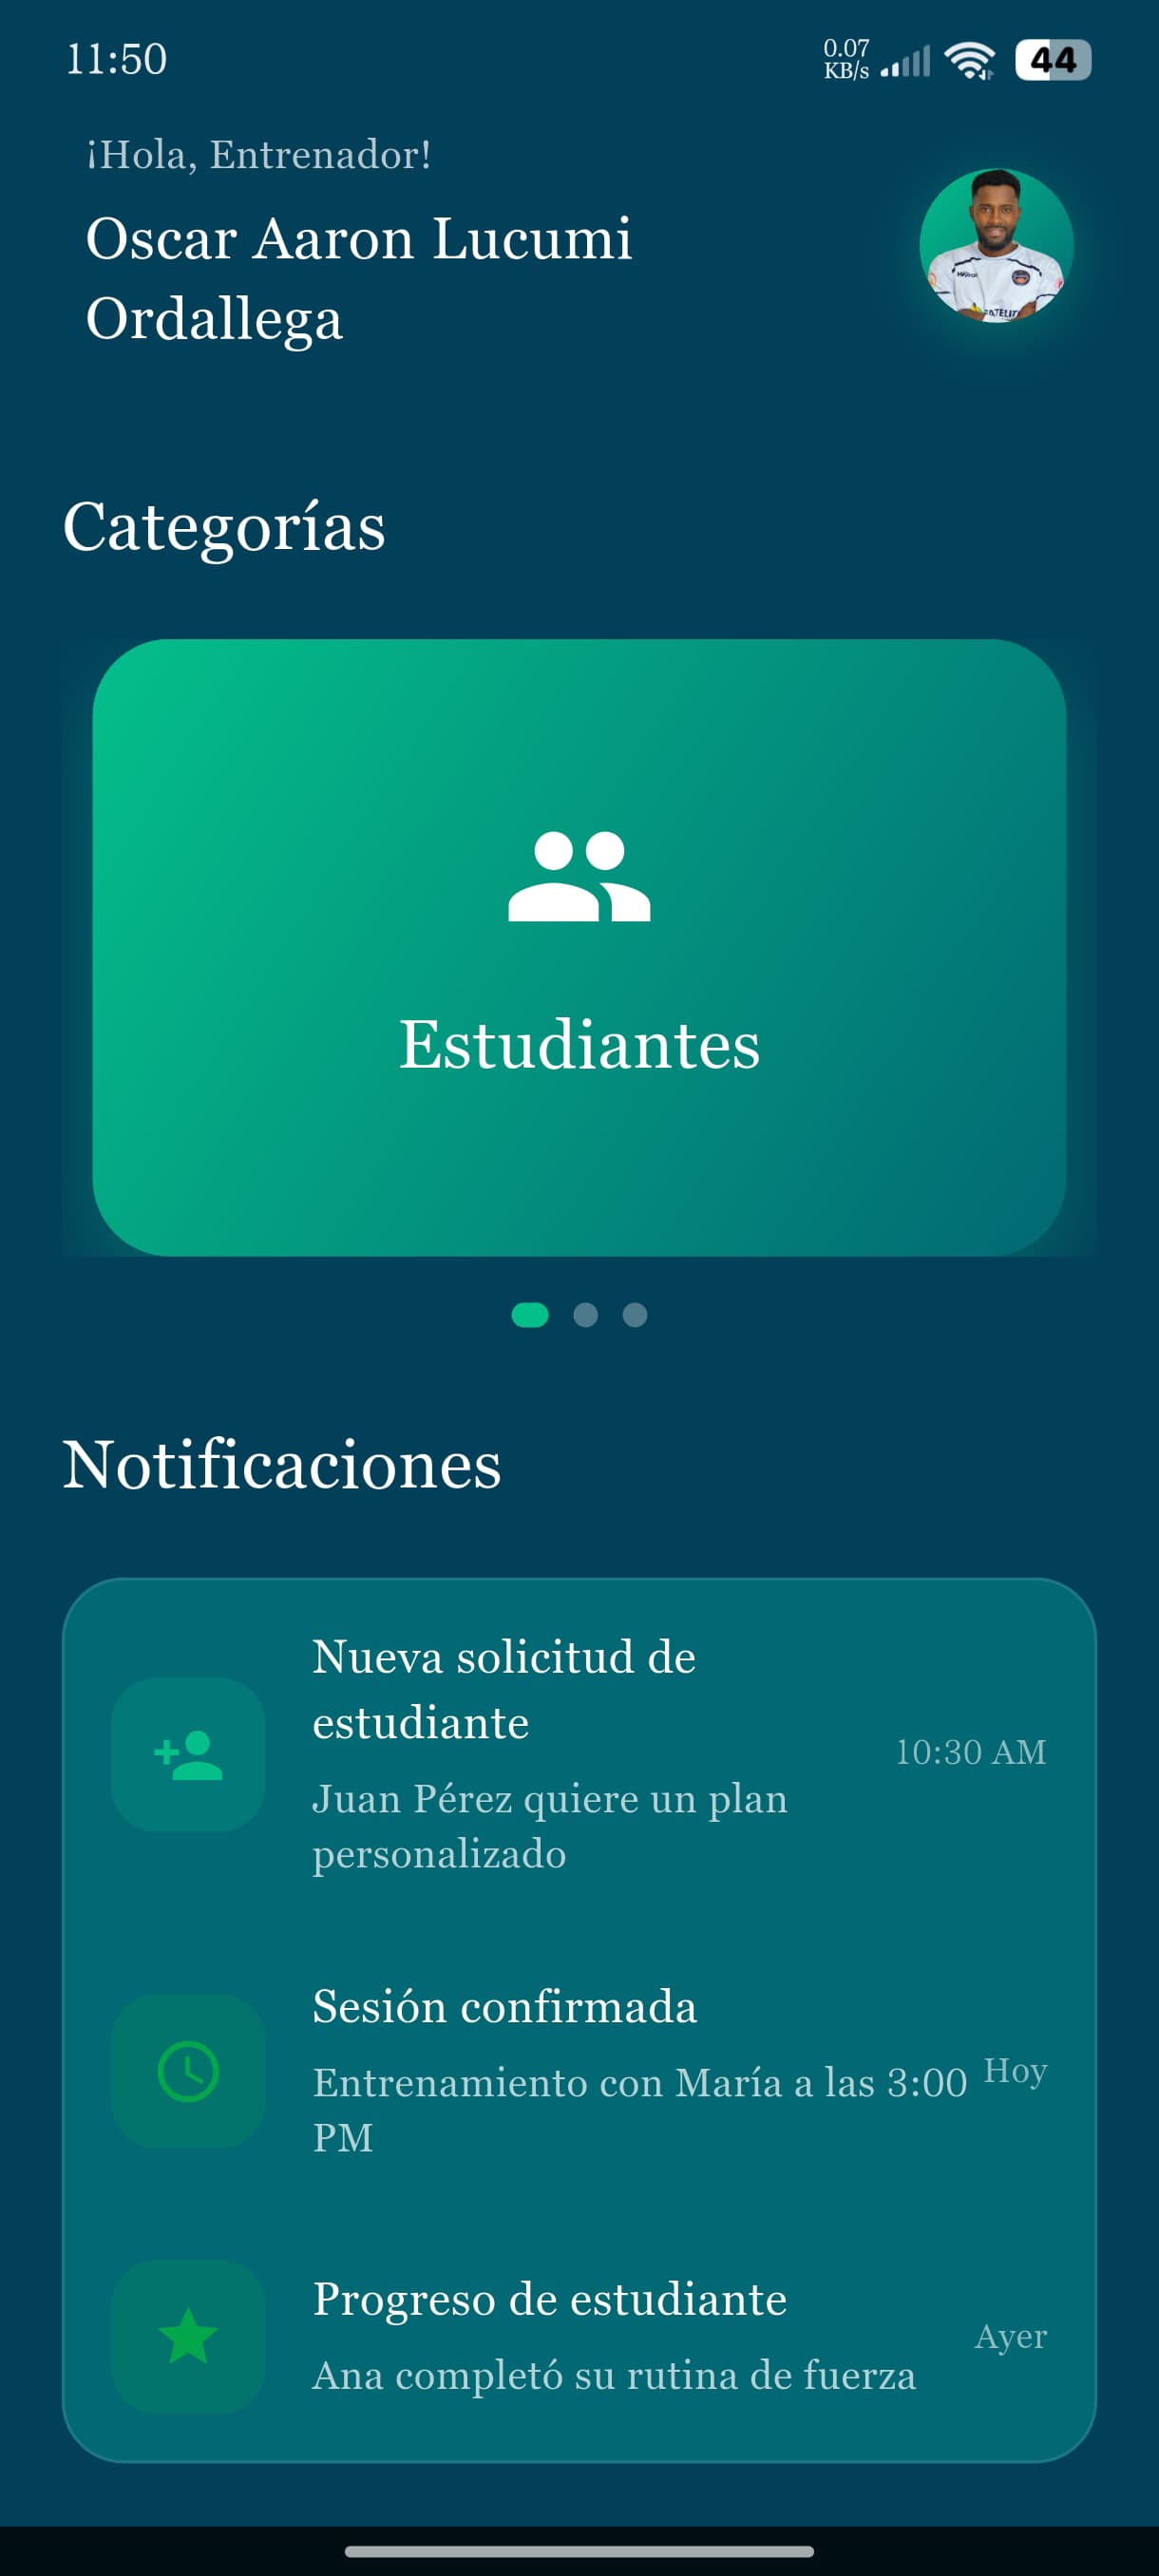 11:50
0.07
KB/s
44
¡Hola, Entrenador!
Oscar Aaron Lucumi
Ordallega
Categorías
Estudiantes
Notificaciones
Nueva solicitud de
estudiante
10:30 AM
Juan Pérez quiere un plan
personalizado
Sesión confirmada
Entrenamiento con María a las 3:00
PM
Hoy
Progreso de estudiante
Ayer
Ana completó su rutina de fuerza